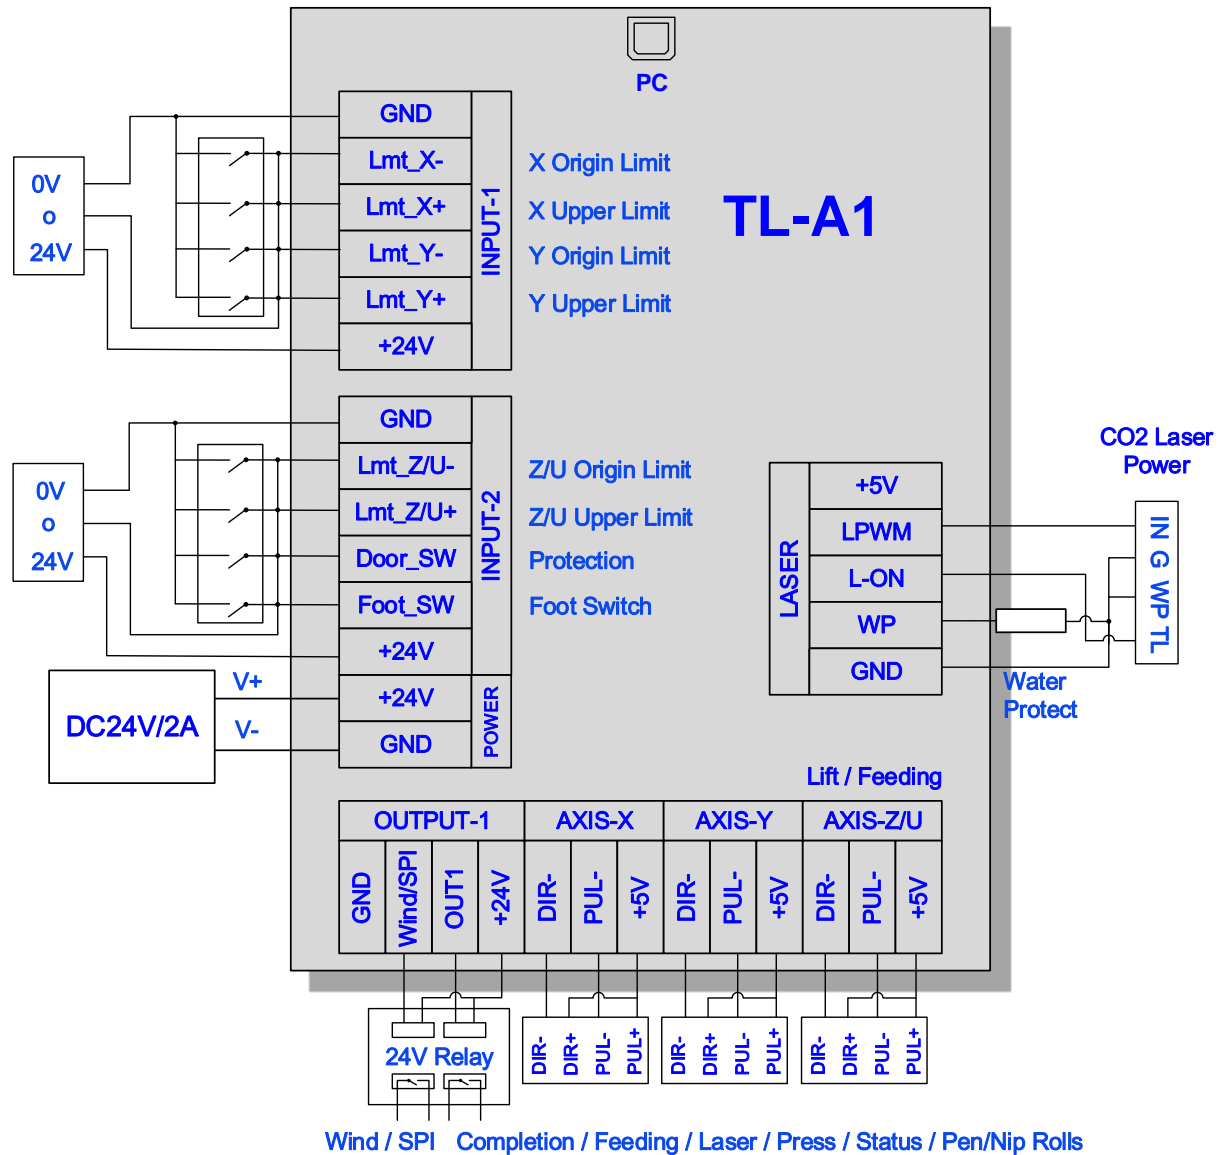 PC
TL-A1
0V
o
24V
GND
Lmt_X-
Lmt_X+
Lmt_Y-
Lmt_Y+
+24V
INPUT-1
X Origin Limit
X Upper Limit
Y Origin Limit
Y Upper Limit
0V
o
24V
GND
Lmt_Z/U-
Lmt_Z/U+
Door_SW
Foot_SW
+24V
INPUT-2
Z/U Origin Limit
Z/U Upper Limit
Protection
Foot Switch
DC24V/2A
V+
V-
+24V
GND
POWER
LASER
+5V
LPWM
L-ON
WP
GND
CO2 Laser
Power
IN G WP TL
Water
Protect
Lift / Feeding
OUTPUT-1
AXIS-X
AXIS-Y
AXIS-Z/U
GND
Wind/SPI
OUT1
+24V
DIR-
PUL-
+5V
DIR-
PUL-
+5V
DIR-
PUL-
+5V
24V Relay
DIR-
DIR+
PUL-
PUL+
DIR-
DIR+
PUL-
PUL+
DIR-
DIR+
PUL-
PUL+
Wind / SPI
Completion / Feeding / Laser / Press / Status / Pen/Nip Rolls